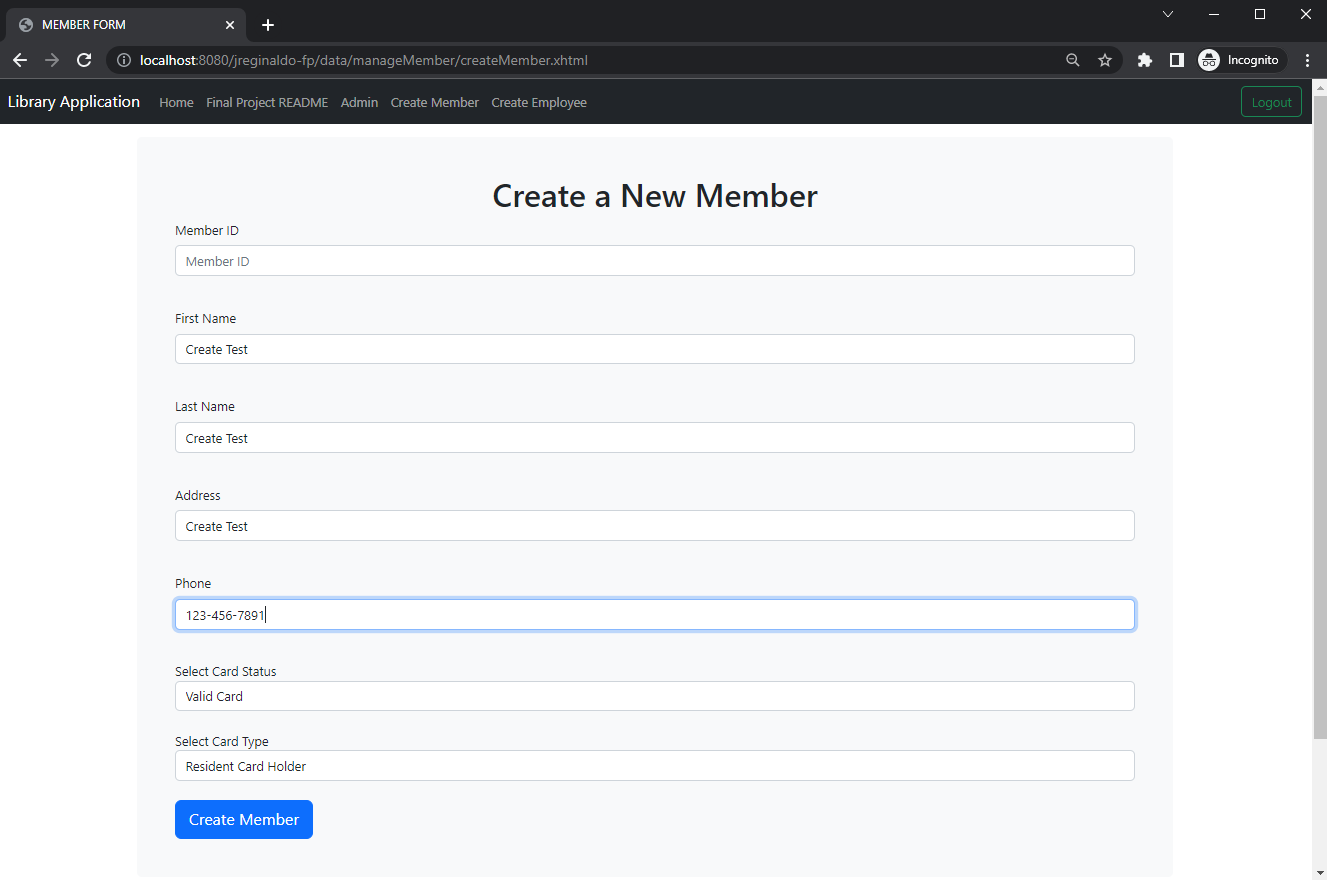 MEMBER FORM
localhost:8080/jreginaldo-fp/data/manageMember/createMember.xhtml
Incognito
Library Application Home Final Project README Admin Create Member Create Employee Logout
Create a New Member
Member ID
Member ID
First Name
Create Test
Last Name
Create Test
Address
Create Test
Phone
123-456-7891
Select Card Status
Valid Card
Select Card Type
Resident Card Holder
Create Member